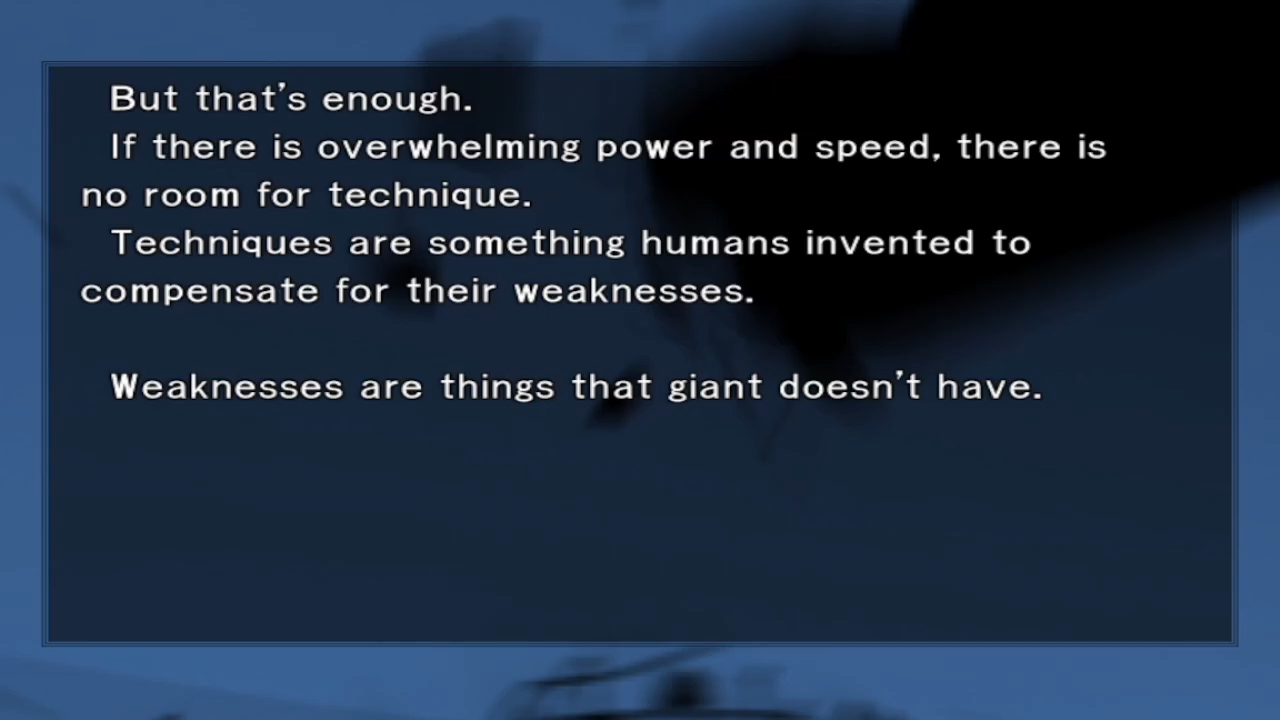 But that's enough.
If there is overwhelming power and speed, there is
no room for technique.
Techniques are something humans invented to
compensate for their weaknesses.
Weaknesses are things that giant doesn't have.